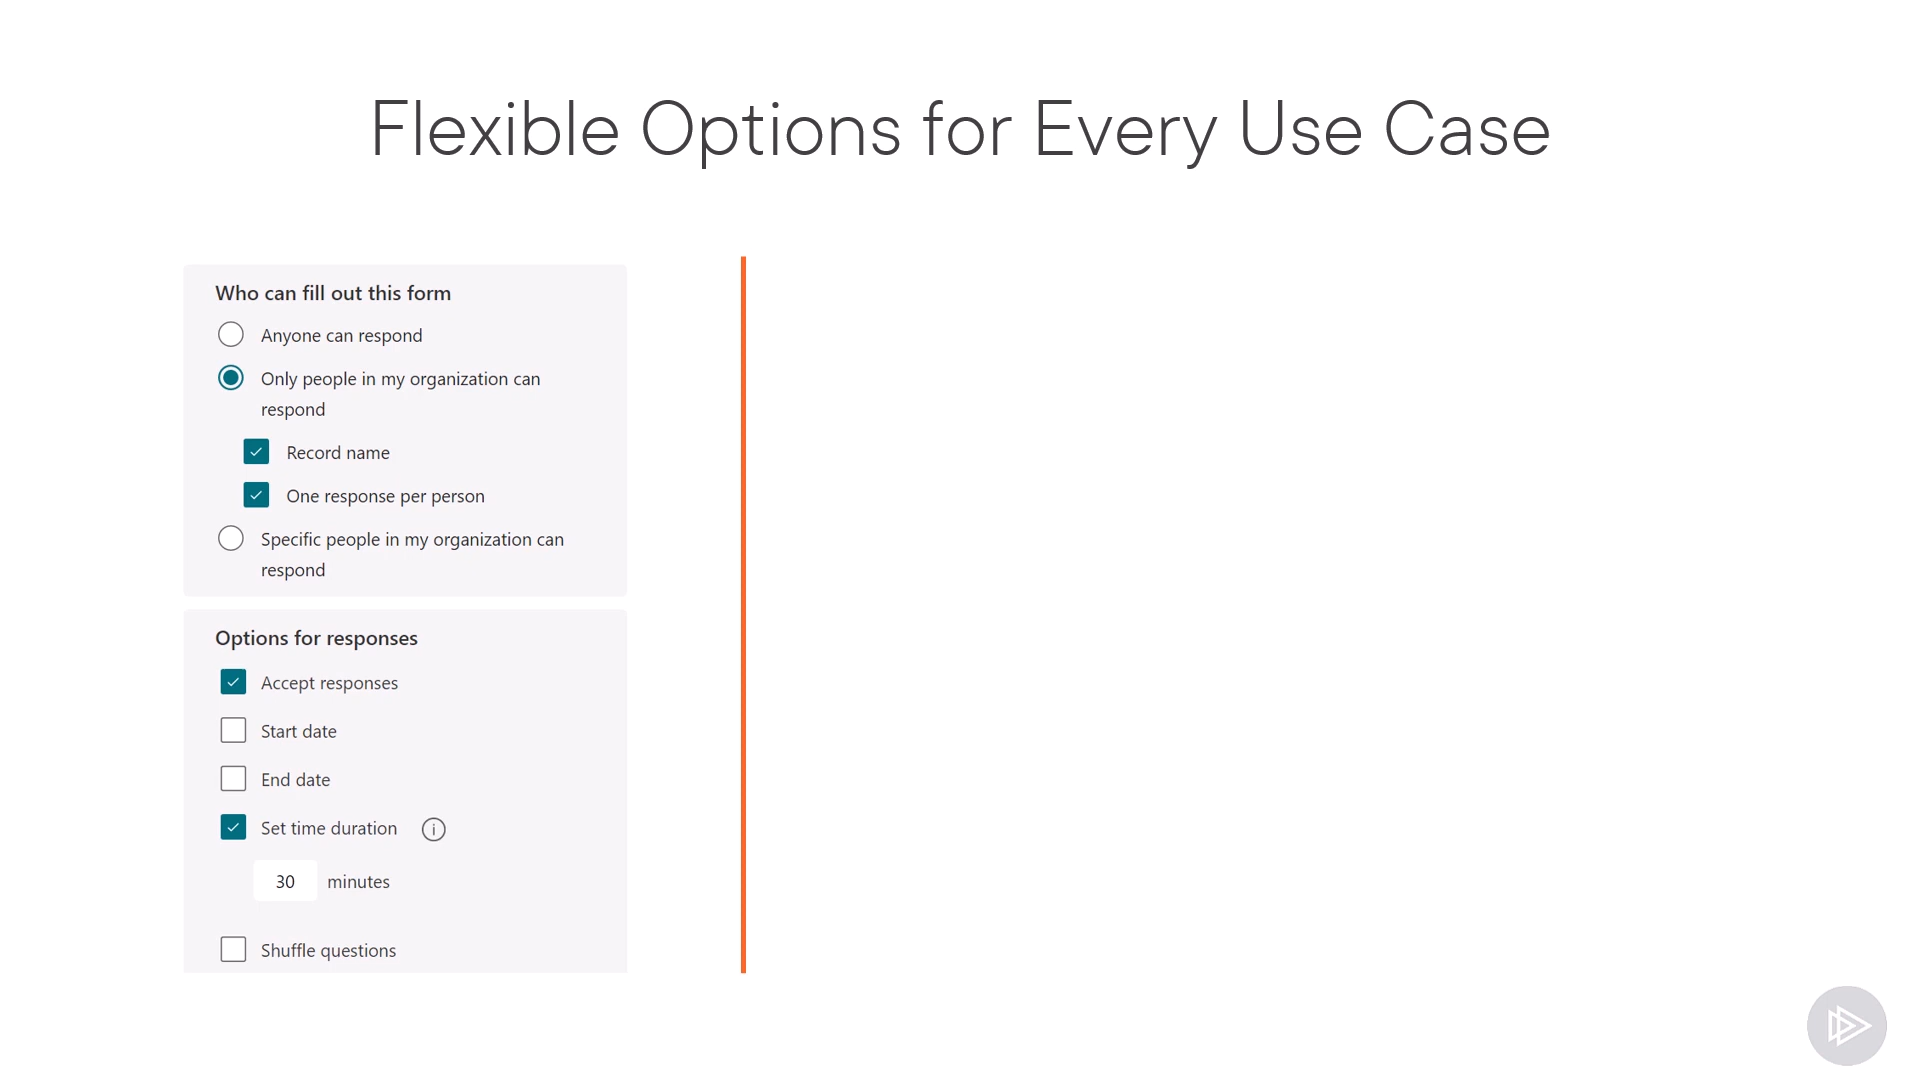 Flexible Options for Every Use Case
Who can fill out this form
Anyone can respond
Only people in my organization can
respond
Record name
One response per person
Specific people in my organization can
respond
Options for responses
Accept responses
Start date
End date
Set time duration
30 minutes
Shuffle questions